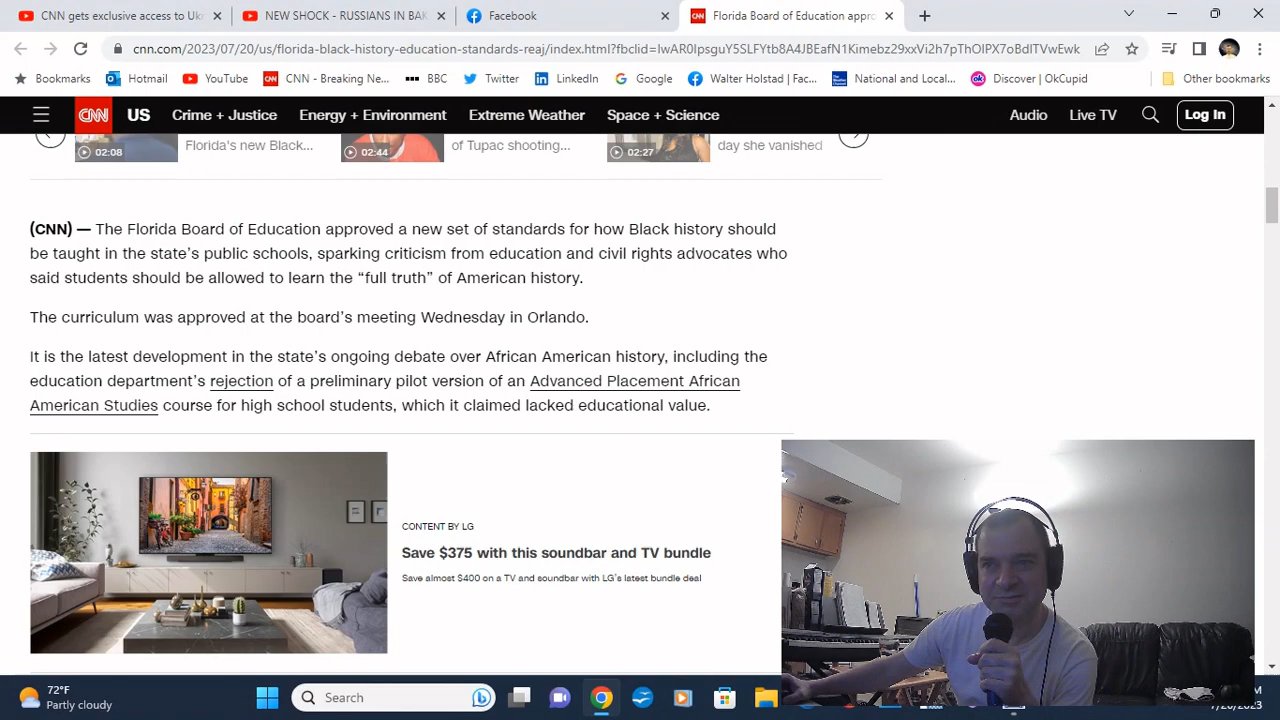 CNN gets exclusive access to Uk
NEW SHOCK - RUSSIANS IN BAK
Facebook
Florida Board of Education appr
cnn.com/2023/07/20/us/florida-black-history-education-standards-reaj/index.html?fbclid=IwAR0IpsguY5SLFYtb8A4JBEafN1Kimebz29xxVi2h7pThOIPX7oBdlTVwEwk
Bookmarks Hotmail YouTube CNN - Breaking Ne... BBC Twitter LinkedIn Google Walter Holstad | Fac... National and Local... Discover | OkCupid Other bookmarks
CNN US Crime + Justice Energy + Environment Extreme Weather Space + Science Audio Live TV Log In
02:08 Florida's new Black... 02:44 of Tupac shooting... 02:27 day she vanished
(CNN) — The Florida Board of Education approved a new set of standards for how Black history should
be taught in the state's public schools, sparking criticism from education and civil rights advocates who
said students should be allowed to learn the “full truth” of American history.
The curriculum was approved at the board's meeting Wednesday in Orlando.
It is the latest development in the state's ongoing debate over African American history, including the
education department's rejection of a preliminary pilot version of an Advanced Placement African
American Studies course for high school students, which it claimed lacked educational value.
CONTENT BY LG
Save $375 with this soundbar and TV bundle
Save almost $400 on a TV and soundbar with LG's latest bundle deal
72°F
Partly cloudy
Search
7/20/2023